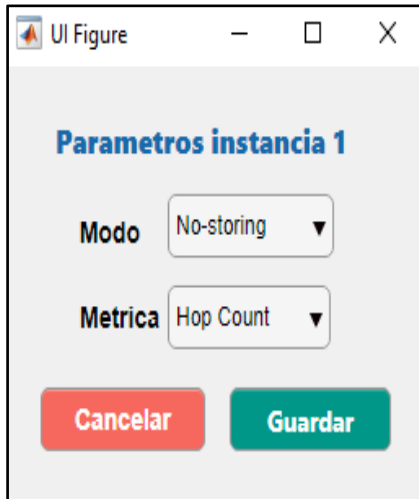 UI Figure
Parametros instancia 1
Modo No-storing
Metrica Hop Count
Cancelar Guardar